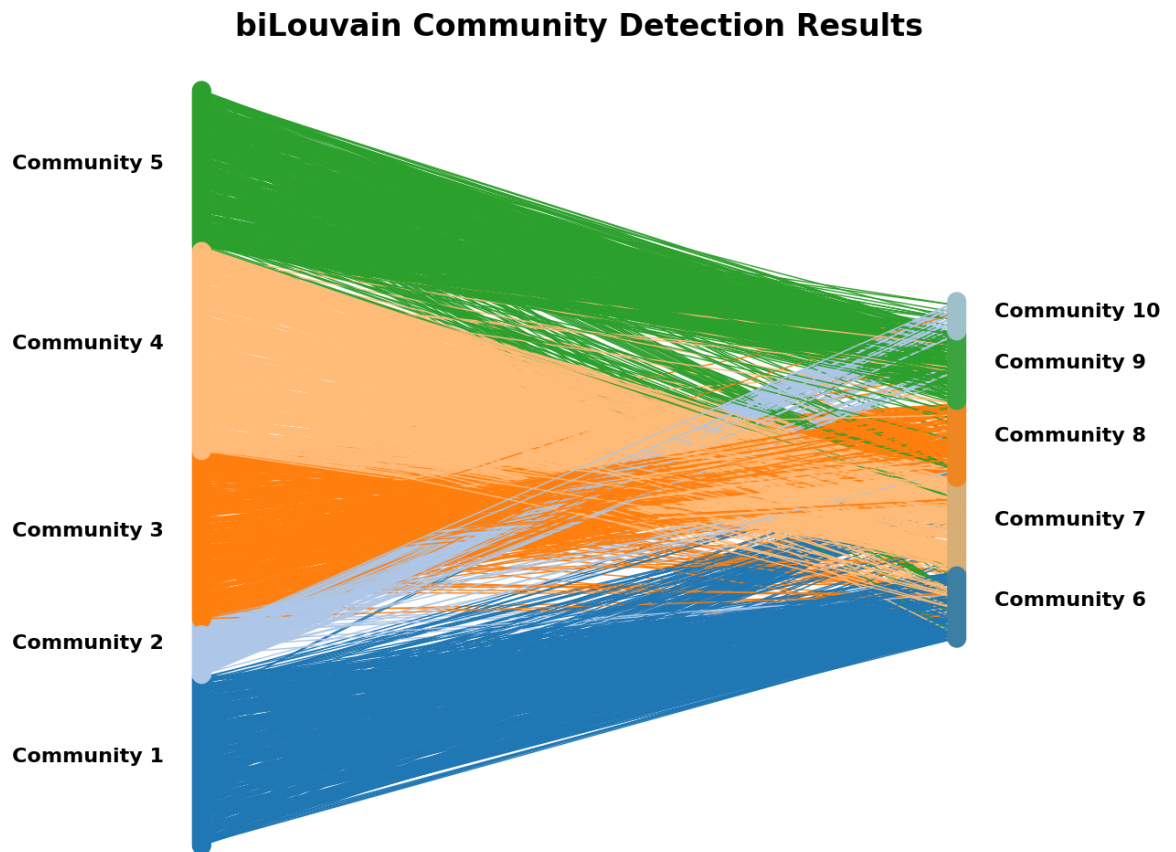 biLouvain Community Detection Results
Community 5
Community 4
Community 3
Community 2
Community 1
Community 10
Community 9
Community 8
Community 7
Community 6